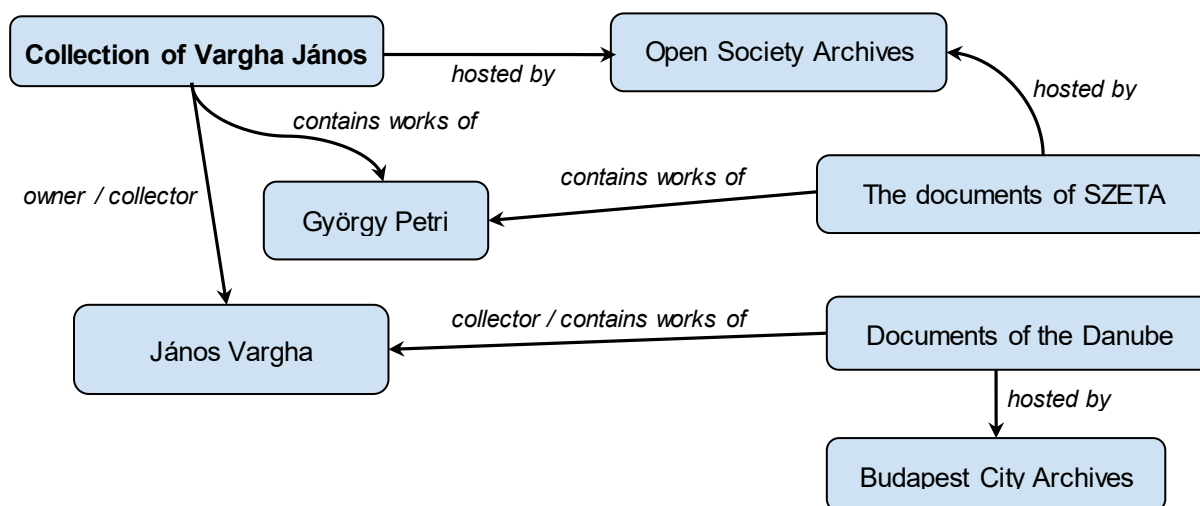 Collection of Vargha János
Open Society Archives
hosted by
hosted by
contains works of
contains works of
owner / collector
The documents of SZETA
György Petri
collector / contains works of
Documents of the Danube
János Vargha
hosted by
Budapest City Archives